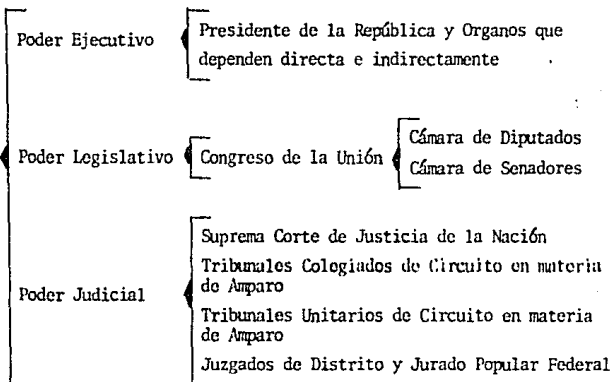 Poder Ejecutivo
Presidente de la República y Organos que
dependen directa e indirectamente
Poder Legislativo
Congreso de la Unión
Cámara de Diputados
Cámara de Senadores
Poder Judicial
Suprema Corte de Justicia de la Nación
Tribunales Colegiados de Circuito en materia
de Amparo
Tribunales Unitarios de Circuito en materia
de Amparo
Juzgados de Distrito y Jurado Popular Federal